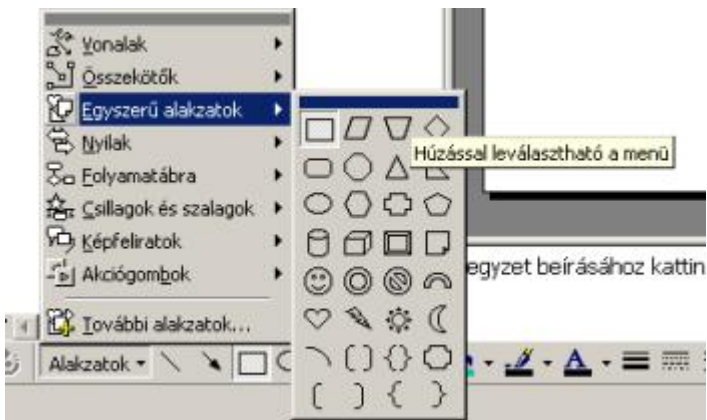 Vonalak
Összekötők
Egyszerű alakzatok
Nyilak
Folyamatábra
Csillagok és szalagok
Képfeliratok
Akciógombok
További alakzatok...
Alakzatok
Húzással leválasztható a menü
egyzet beírásához kattin
A